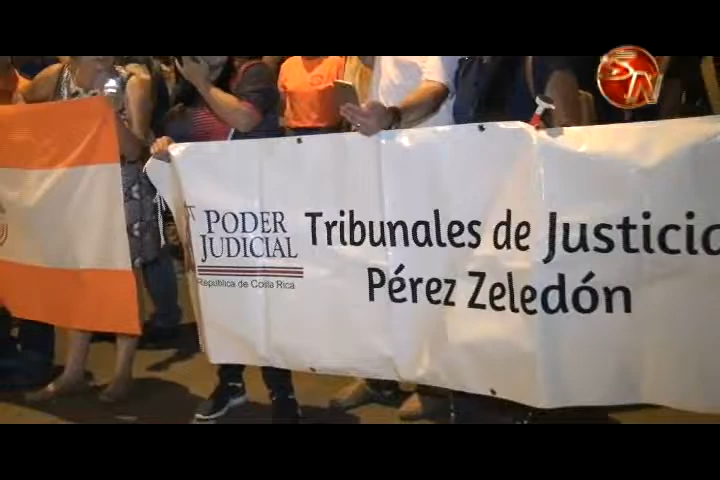 PODER
JUDICIAL
República de Costa Rica
Tribunales de Justicia
Pérez Zeledón